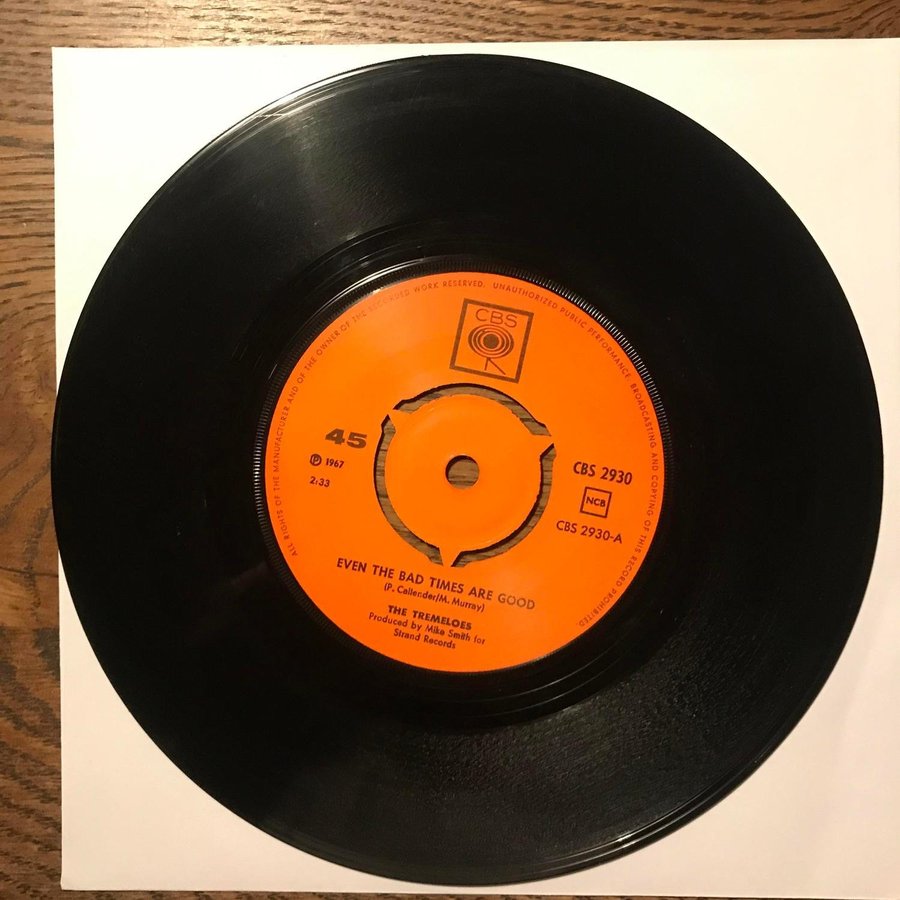 ALL RIGHTS OF THE MANUFACTURER AND OF THE OWNER OF THE RECORDED WORK RESERVED. UNAUTHORIZED PUBLIC PERFORMANCE BROADCASTING AND COPYING OF THIS RECORD PROHIBITED.
CBS
45
℗ 1967
2:33
CBS 2930
NCB
CBS 2930-A
EVEN THE BAD TIMES ARE GOOD
(P. Callender/M. Murray)
THE TREMELOES
Produced by Mike Smith for
Strand Records